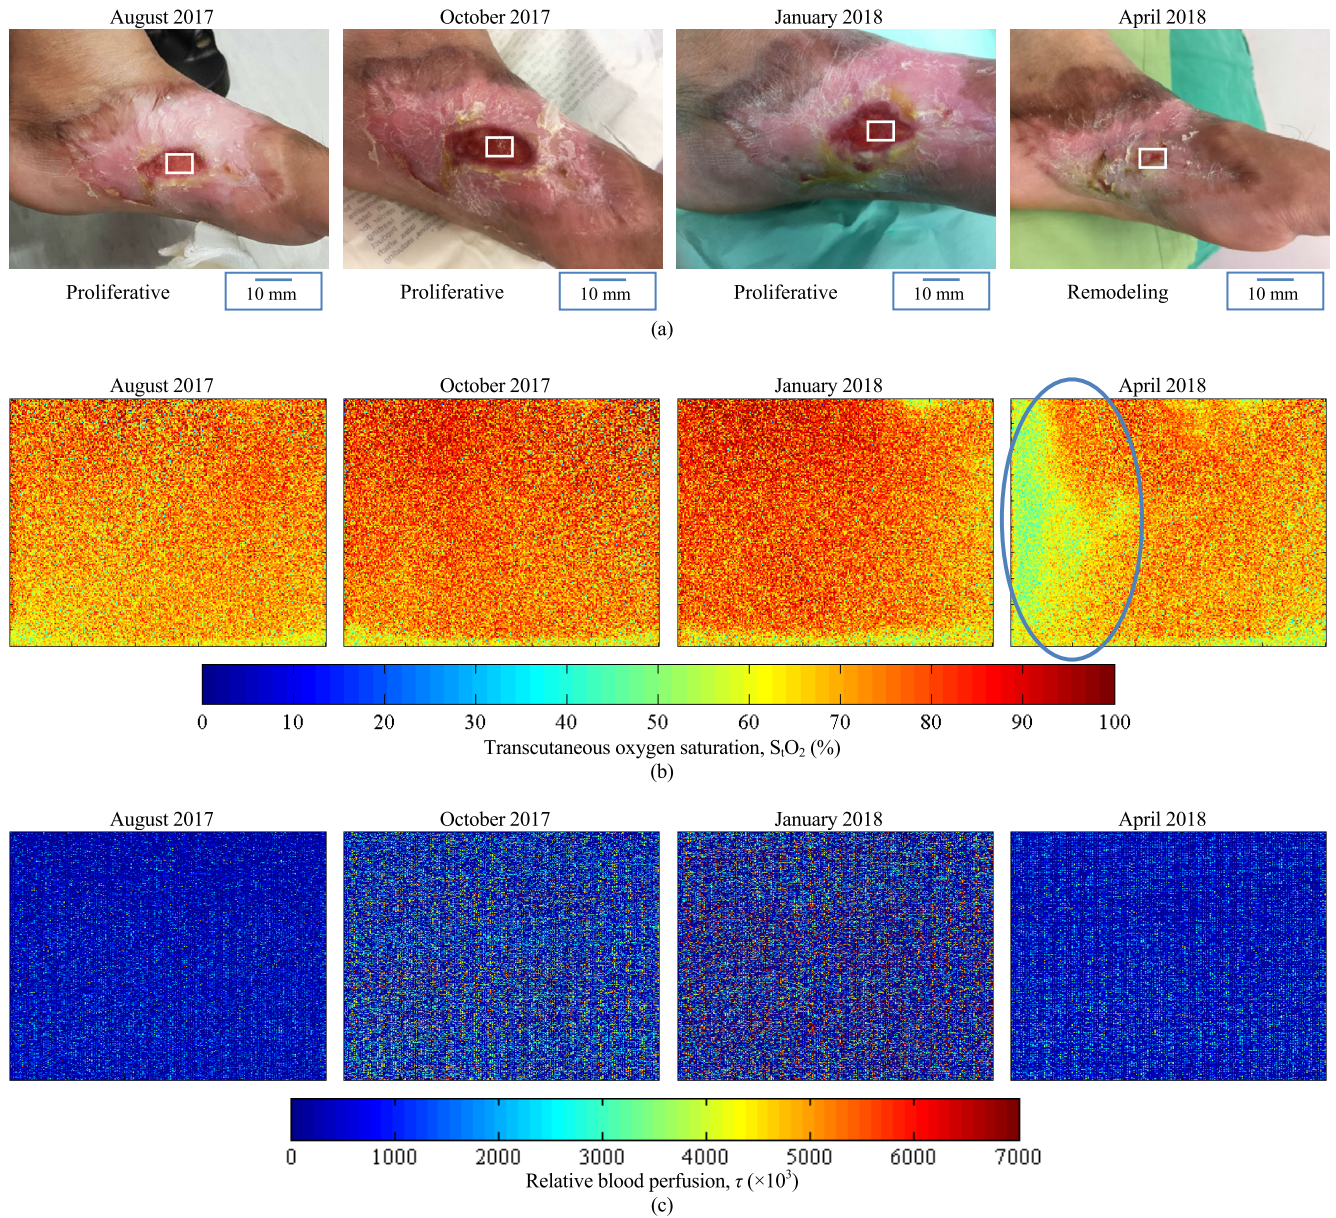 August 2017 October 2017 January 2018 April 2018
Proliferative 10 mm Proliferative 10 mm Proliferative 10 mm Remodeling 10 mm
(a)
August 2017 October 2017 January 2018 April 2018
0 10 20 30 40 50 60 70 80 90 100
Transcutaneous oxygen saturation, StO2 (%)
(b)
August 2017 October 2017 January 2018 April 2018
0 1000 2000 3000 4000 5000 6000 7000
Relative blood perfusion, τ (×10³)
(c)